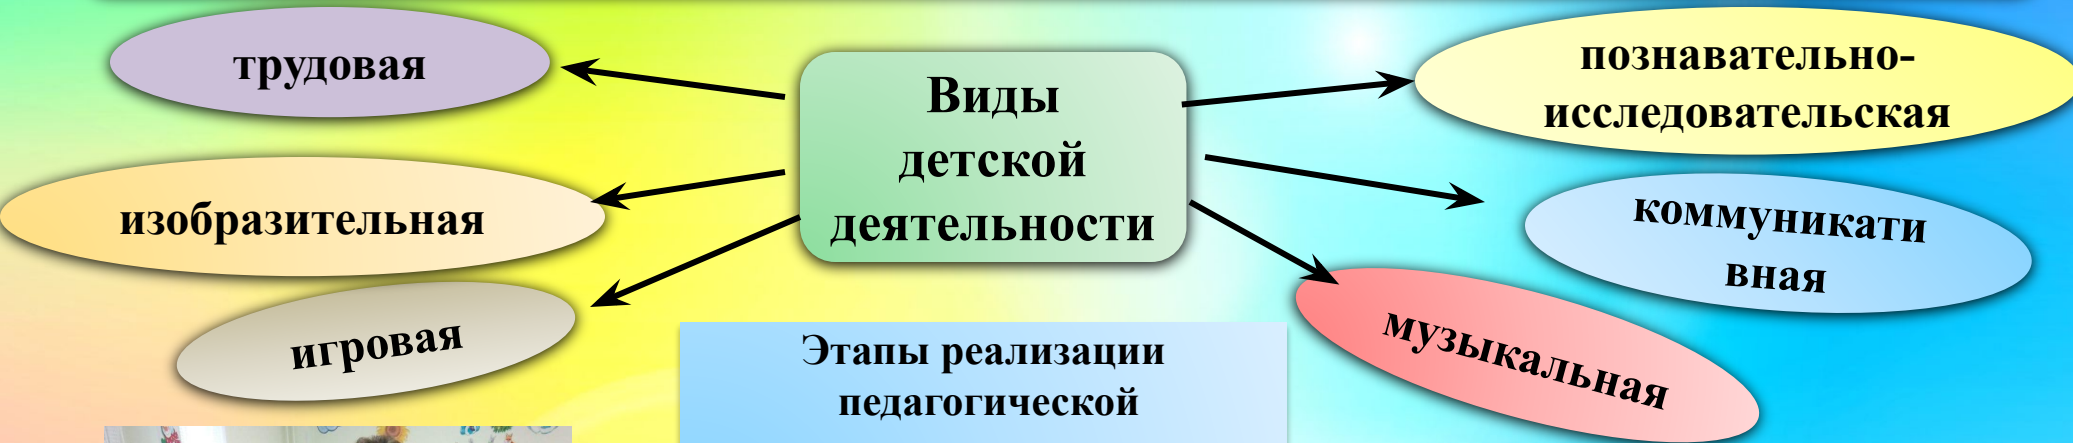 трудовая
изобразительная
игровая
Виды
детской
деятельности
познавательно-
исследовательская
коммуникати
вная
музыкальная
Этапы реализации
педагогической